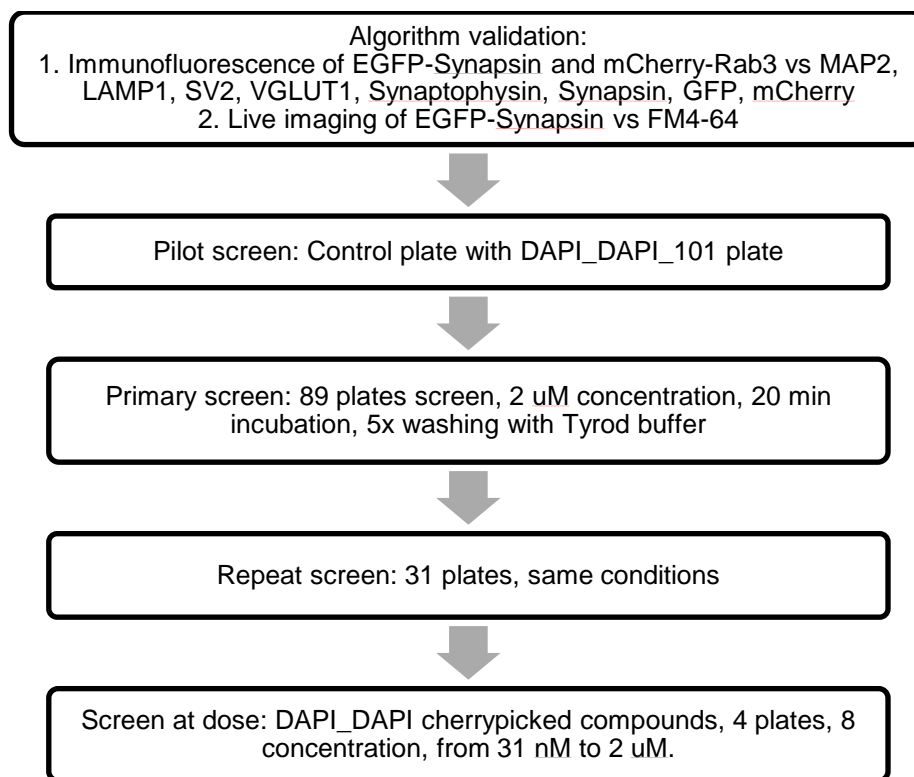 Algorithm validation:
1. Immunofluorescence of EGFP-Synapsin and mCherry-Rab3 vs MAP2,
LAMP1, SV2, VGLUT1, Synaptophysin, Synapsin, GFP, mCherry
2. Live imaging of EGFP-Synapsin vs FM4-64
Pilot screen: Control plate with DAPI_DAPI_101 plate
Primary screen: 89 plates screen, 2 uM concentration, 20 min
incubation, 5x washing with Tyrod buffer
Repeat screen: 31 plates, same conditions
Screen at dose: DAPI_DAPI cherrypicked compounds, 4 plates, 8
concentration, from 31 nM to 2 uM.